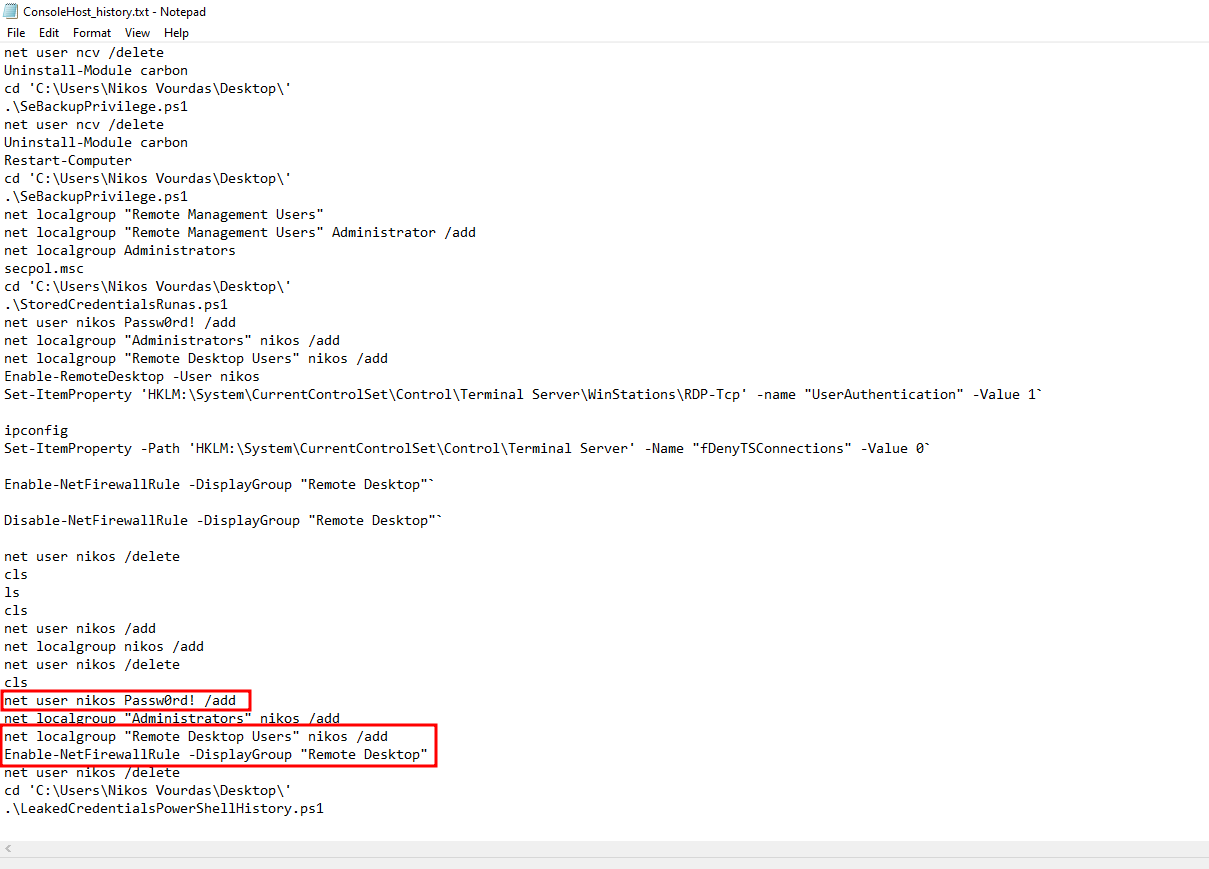 ConsoleHost_history.txt - Notepad
File Edit Format View Help
net user ncv /delete
Uninstall-Module carbon
cd 'C:\Users\Nikos Vourdas\Desktop\'
.\SeBackupPrivilege.ps1
net user ncv /delete
Uninstall-Module carbon
Restart-Computer
cd 'C:\Users\Nikos Vourdas\Desktop\'
.\SeBackupPrivilege.ps1
net localgroup "Remote Management Users"
net localgroup "Remote Management Users" Administrator /add
net localgroup Administrators
secpol.msc
cd 'C:\Users\Nikos Vourdas\Desktop\'
.\StoredCredentialsRunas.ps1
net user nikos Passw0rd! /add
net localgroup "Administrators" nikos /add
net localgroup "Remote Desktop Users" nikos /add
Enable-RemoteDesktop -User nikos
Set-ItemProperty 'HKLM:\System\CurrentControlSet\Control\Terminal Server\WinStations\RDP-Tcp' -name "UserAuthentication" -Value 1`
ipconfig
Set-ItemProperty -Path 'HKLM:\System\CurrentControlSet\Control\Terminal Server' -Name "fDenyTSConnections" -Value 0`
Enable-NetFirewallRule -DisplayGroup "Remote Desktop"`
Disable-NetFirewallRule -DisplayGroup "Remote Desktop"`
net user nikos /delete
cls
ls
cls
net user nikos /add
net localgroup nikos /add
net user nikos /delete
cls
net user nikos Passw0rd! /add
net localgroup "Administrators" nikos /add
net localgroup "Remote Desktop Users" nikos /add
Enable-NetFirewallRule -DisplayGroup "Remote Desktop"
net user nikos /delete
cd 'C:\Users\Nikos Vourdas\Desktop\'
.\LeakedCredentialsPowerShellHistory.ps1